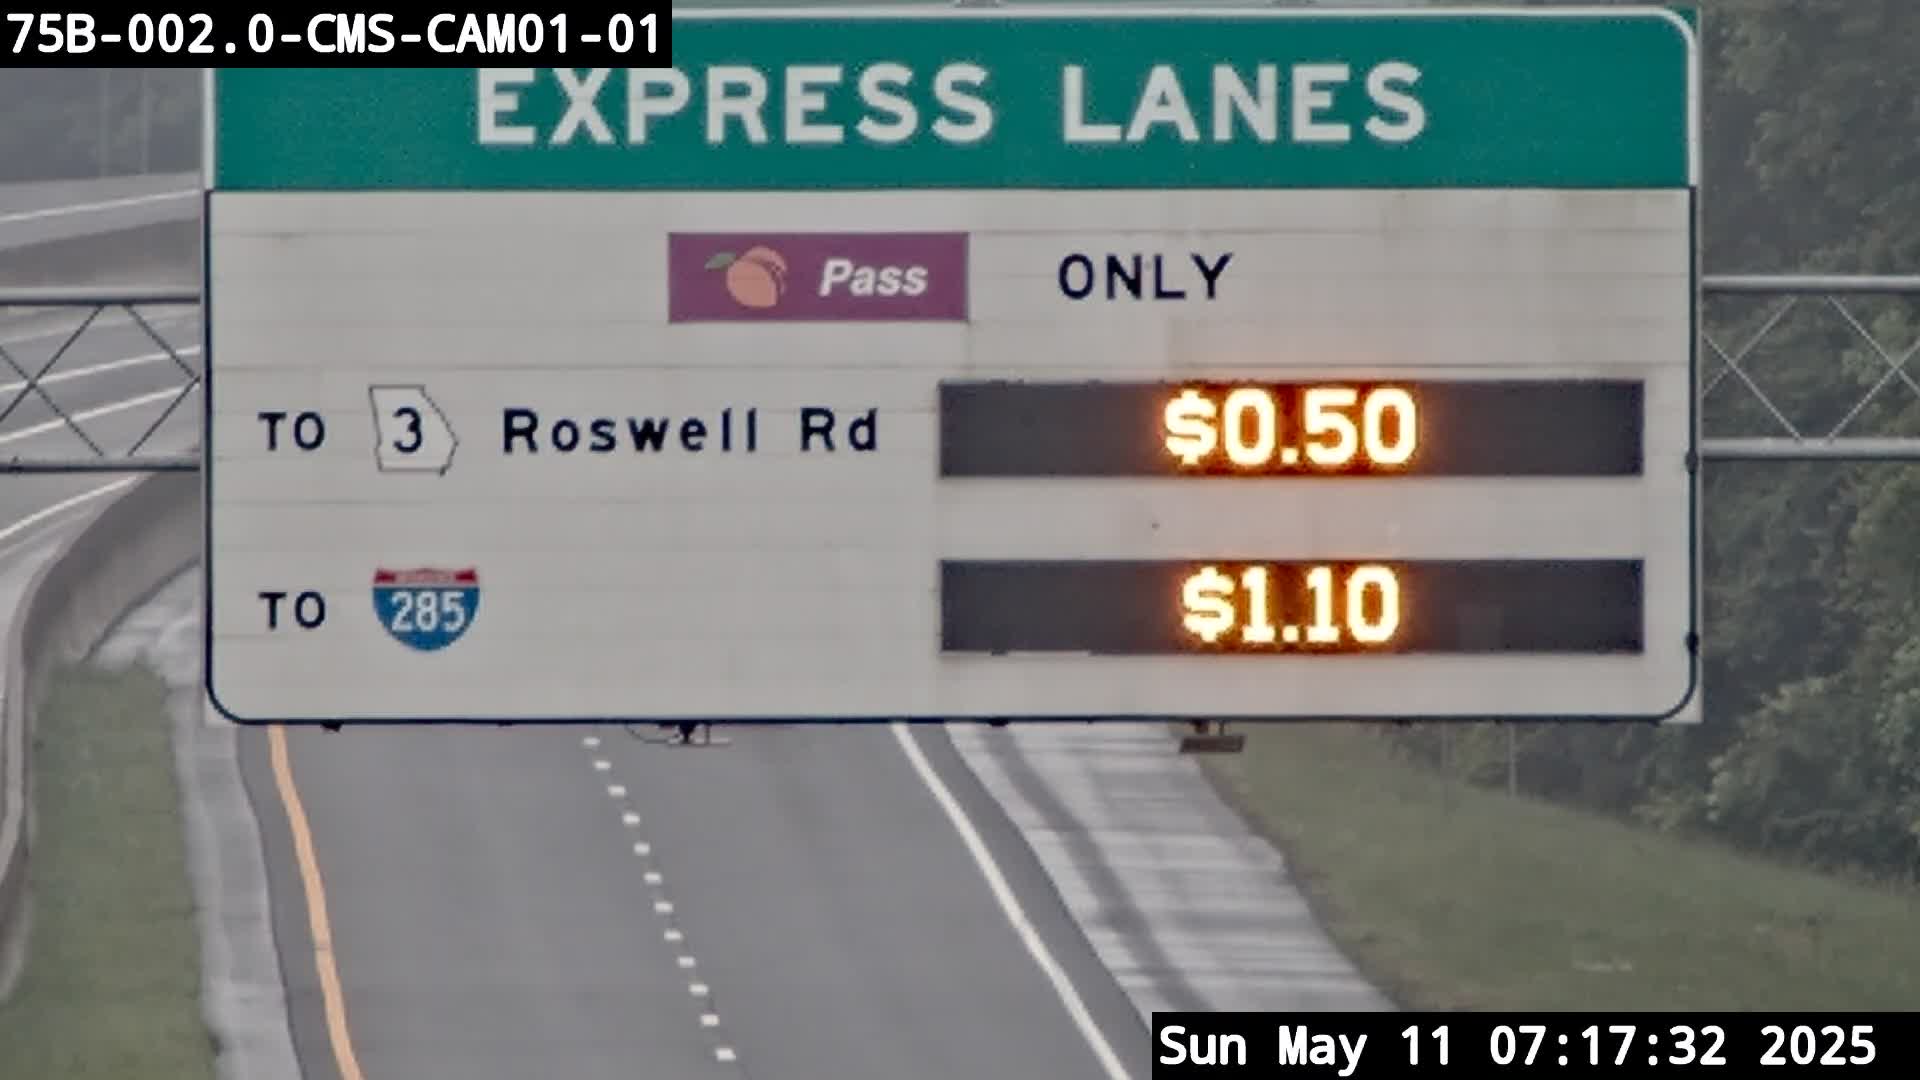 75B-002.0-CMS-CAM01-01
EXPRESS LANES
Pass ONLY
TO 3 Roswell Rd $0.50
TO 285 $1.10
Sun May 11 07:17:32 2025